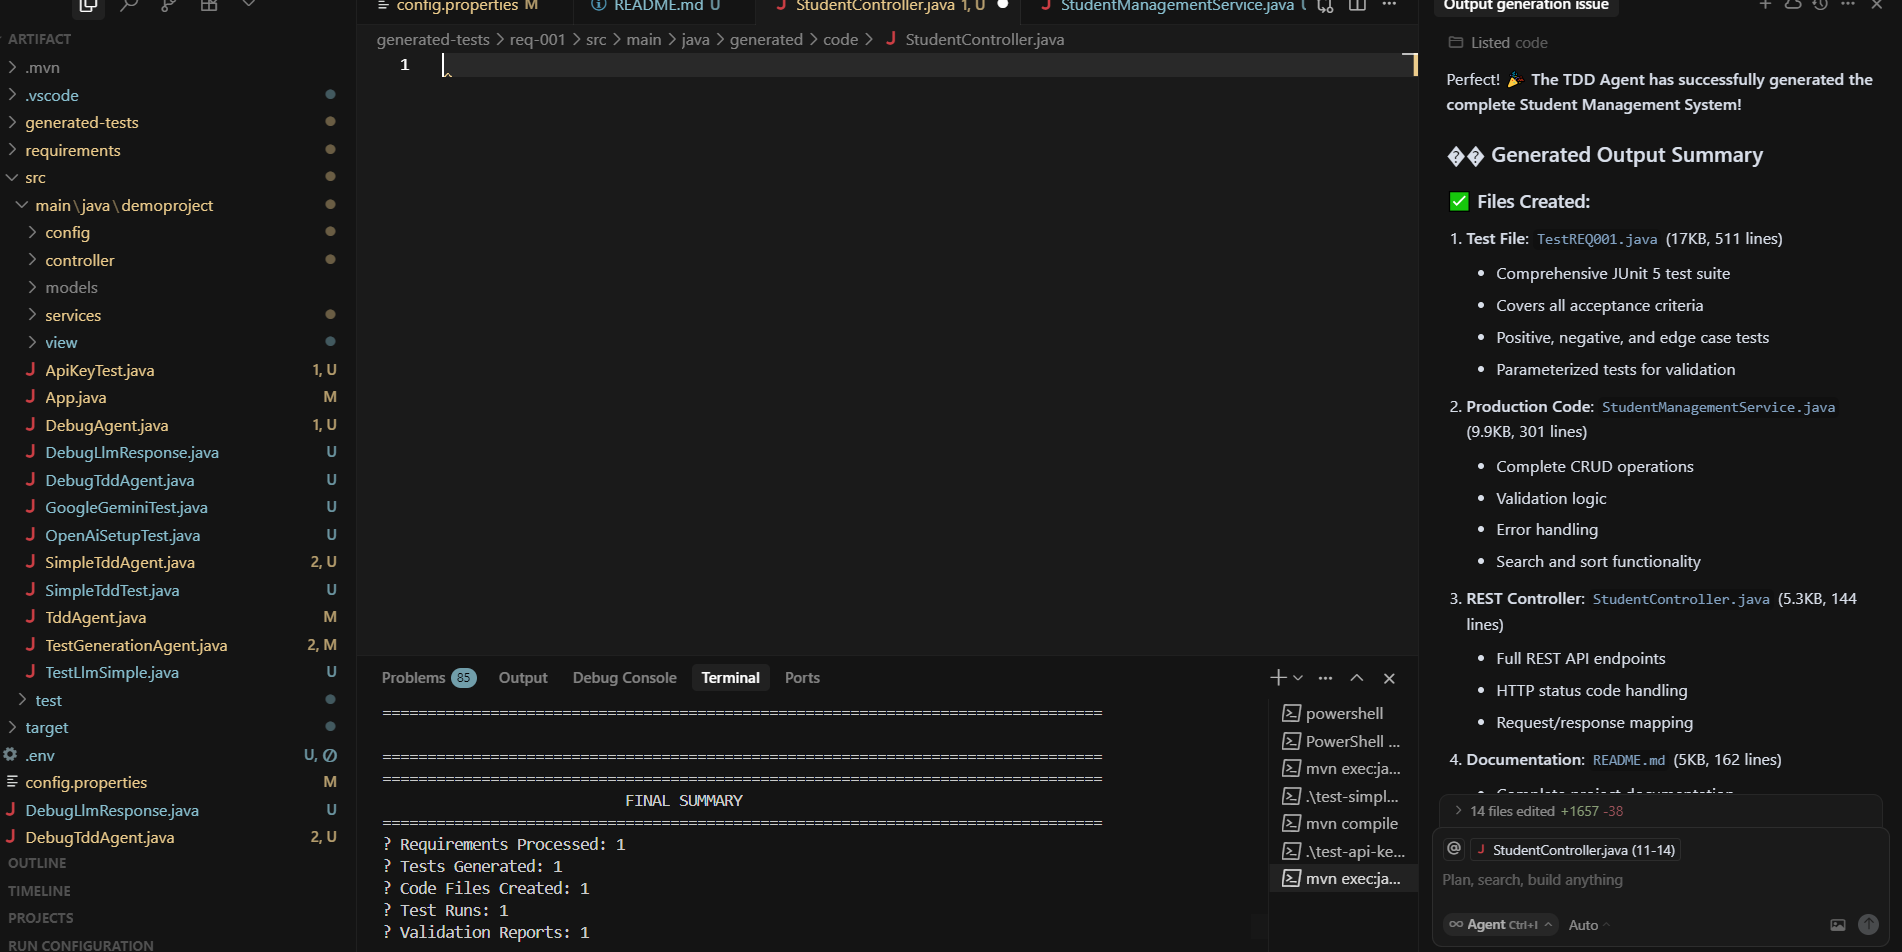 ARTIFACT
.mvn
.vscode
generated-tests
requirements
src
main\java\demoproject
config
controller
models
services
view
ApiKeyTest.java 1, U
App.java M
DebugAgent.java 1, U
DebugLlmResponse.java U
DebugTddAgent.java U
GoogleGeminiTest.java U
OpenAiSetupTest.java U
SimpleTddAgent.java 2, U
SimpleTddTest.java U
TddAgent.java M
TestGenerationAgent.java 2, M
TestLlmSimple.java U
test
target
.env U,
config.properties M
DebugLlmResponse.java U
DebugTddAgent.java 2, U
OUTLINE
TIMELINE
PROJECTS
RUN CONFIGURATION
config.properties M README.md U StudentController.java 1, U StudentManagementService.java
generated-tests > req-001 > src > main > java > generated > code > StudentController.java
1
Problems 85 Output Debug Console Terminal Ports
================================================================================
================================================================================
================================================================================
FINAL SUMMARY
================================================================================
? Requirements Processed: 1
? Tests Generated: 1
? Code Files Created: 1
? Test Runs: 1
? Validation Reports: 1
powershell
PowerShell ...
mvn exec:ja...
.\test-simpl...
mvn compile
.\test-api-ke...
mvn exec:ja...
Output generation issue
Listed code
Perfect! 🎉 The TDD Agent has successfully generated the
complete Student Management System!
�� Generated Output Summary
✅ Files Created:
1. Test File: TestREQ001.java (17KB, 511 lines)
• Comprehensive JUnit 5 test suite
• Covers all acceptance criteria
• Positive, negative, and edge case tests
• Parameterized tests for validation
2. Production Code: StudentManagementService.java
(9.9KB, 301 lines)
• Complete CRUD operations
• Validation logic
• Error handling
• Search and sort functionality
3. REST Controller: StudentController.java (5.3KB, 144
lines)
• Full REST API endpoints
• HTTP status code handling
• Request/response mapping
4. Documentation: README.md (5KB, 162 lines)
• Complete project documentation
> 14 files edited +1657 -38
@ StudentController.java (11-14)
Plan, search, build anything
∞ Agent Ctrl+I Auto